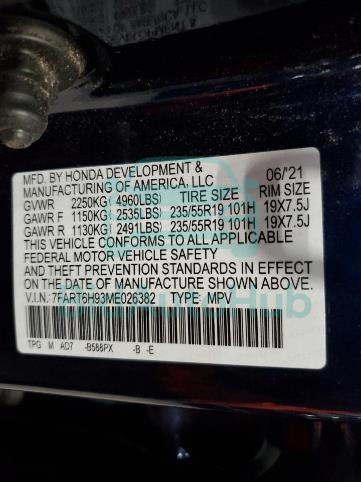 MFD. BY HONDA DEVELOPMENT & 06/'21
MANUFACTURING OF AMERICA, LLC
GVWR 2250KG( 4960LBS) TIRE SIZE RIM SIZE
GAWR F 1150KG( 2535LBS) 235/55R19 101H 19X7.5J
GAWR R 1130KG( 2491LBS) 235/55R19 101H 19X7.5J
THIS VEHICLE CONFORMS TO ALL APPLICABLE
FEDERAL MOTOR VEHICLE SAFETY
AND THEFT PREVENTION STANDARDS IN EFFECT
ON THE DATE OF MANUFACTURE SHOWN ABOVE.
V.I.N.:7FART6H93ME026382 TYPE: MPV
TPG M AD7 -B588PX -B -E